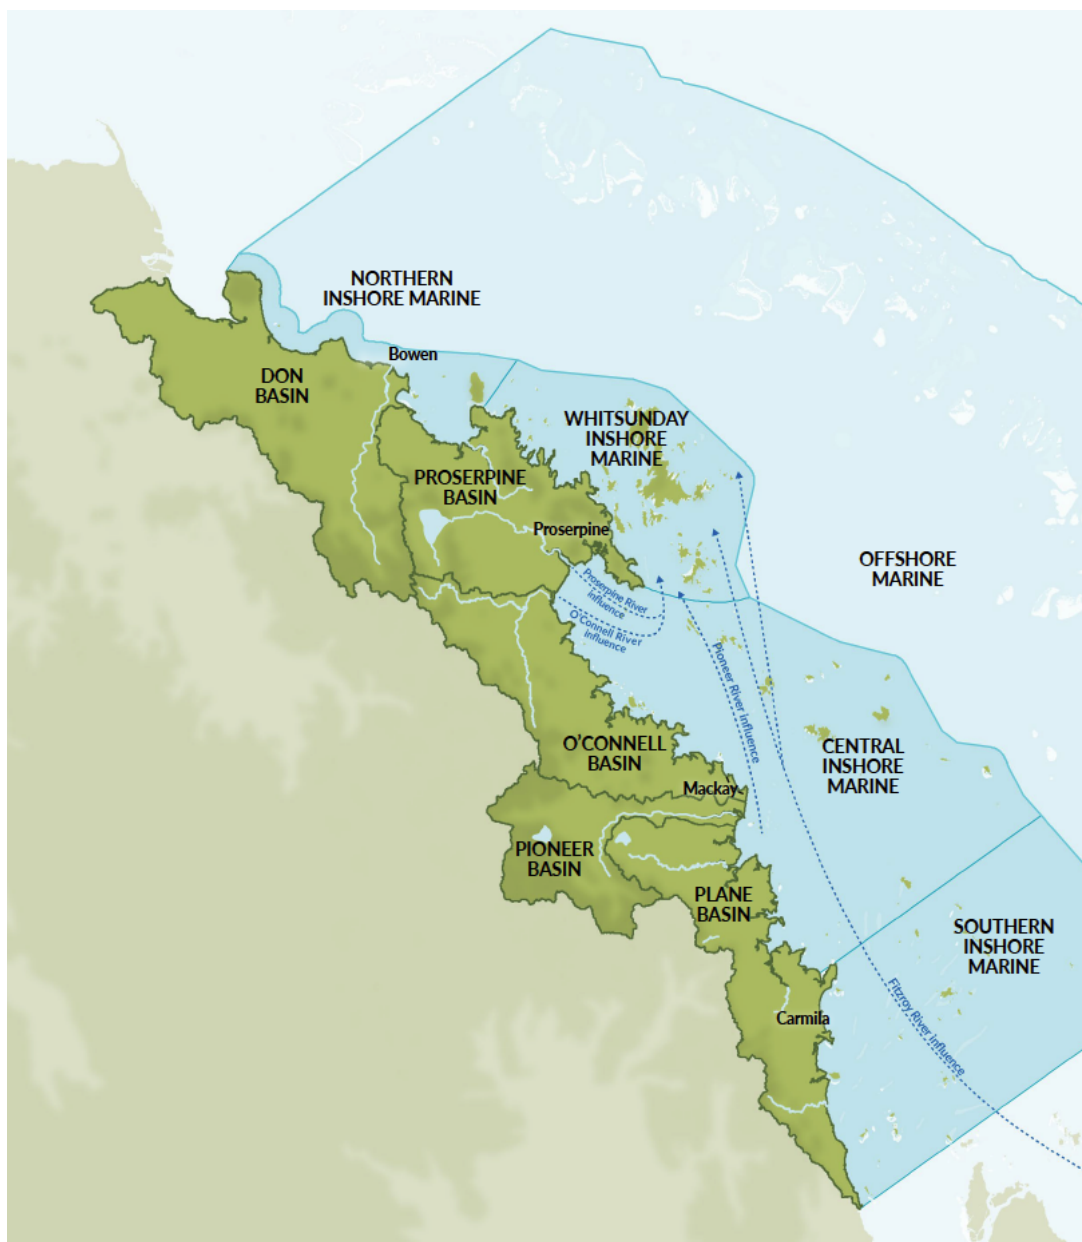 NORTHERN
INSHORE MARINE
Bowen
DON
BASIN
WHITSUNDAY
INSHORE
MARINE
PROSERPINE
BASIN
Proserpine
OFFSHORE
MARINE
Proserpine River
influence
O'Connell River
Influence
Pioneer River influence
O'CONNELL
BASIN
CENTRAL
INSHORE
MARINE
Mackay
PIONEER
BASIN
PLANE
BASIN
SOUTHERN
INSHORE
MARINE
Fitzroy River influence
Carmila